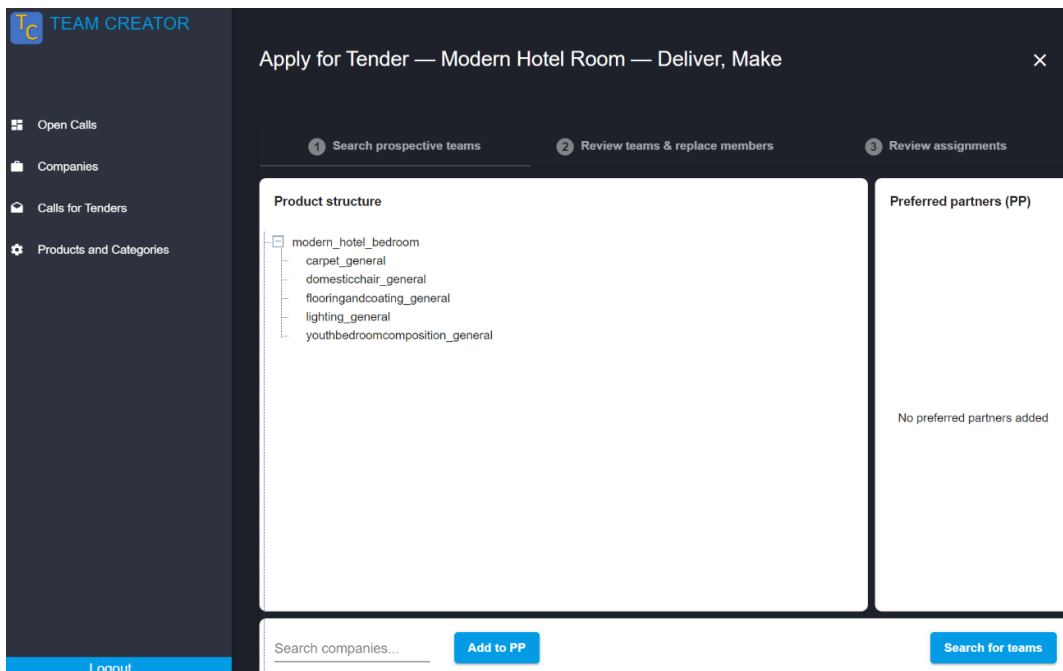 TC TEAM CREATOR
Open Calls
Companies
Calls for Tenders
Products and Categories
Logout
Apply for Tender — Modern Hotel Room — Deliver, Make
1 Search prospective teams
2 Review teams & replace members
3 Review assignments
Product structure
modern_hotel_bedroom
carpet_general
domesticchair_general
flooringandcoating_general
lighting_general
youthbedroomcomposition_general
Preferred partners (PP)
No preferred partners added
Search companies...
Add to PP
Search for teams